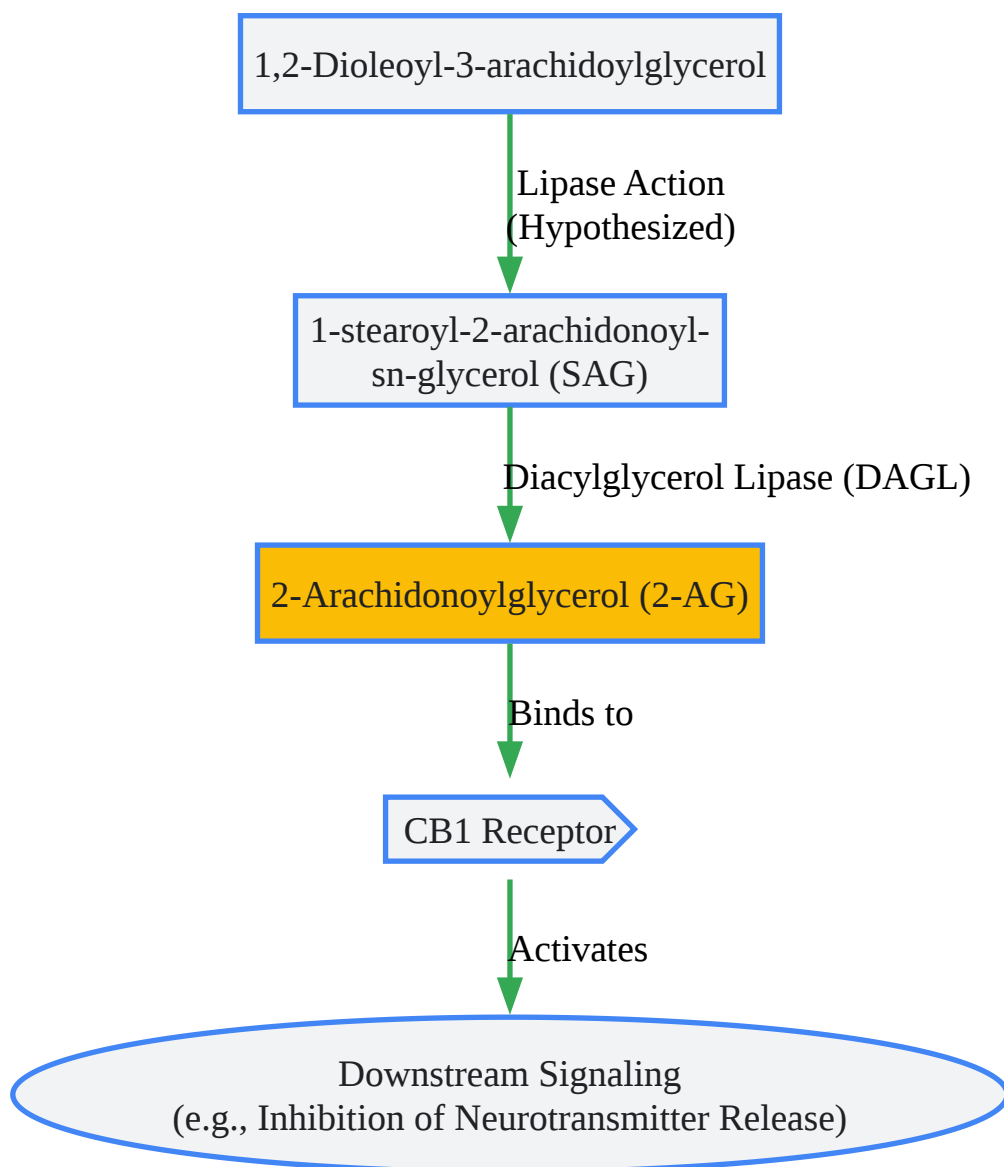 1,2-Dioleoyl-3-arachidoylglycerol
Lipase Action
(Hypothesized)
1-stearoyl-2-arachidonoyl-
sn-glycerol (SAG)
Diacylglycerol Lipase (DAGL)
2-Arachidonoylglycerol (2-AG)
Binds to
CB1 Receptor
Activates
Downstream Signaling
(e.g., Inhibition of Neurotransmitter Release)